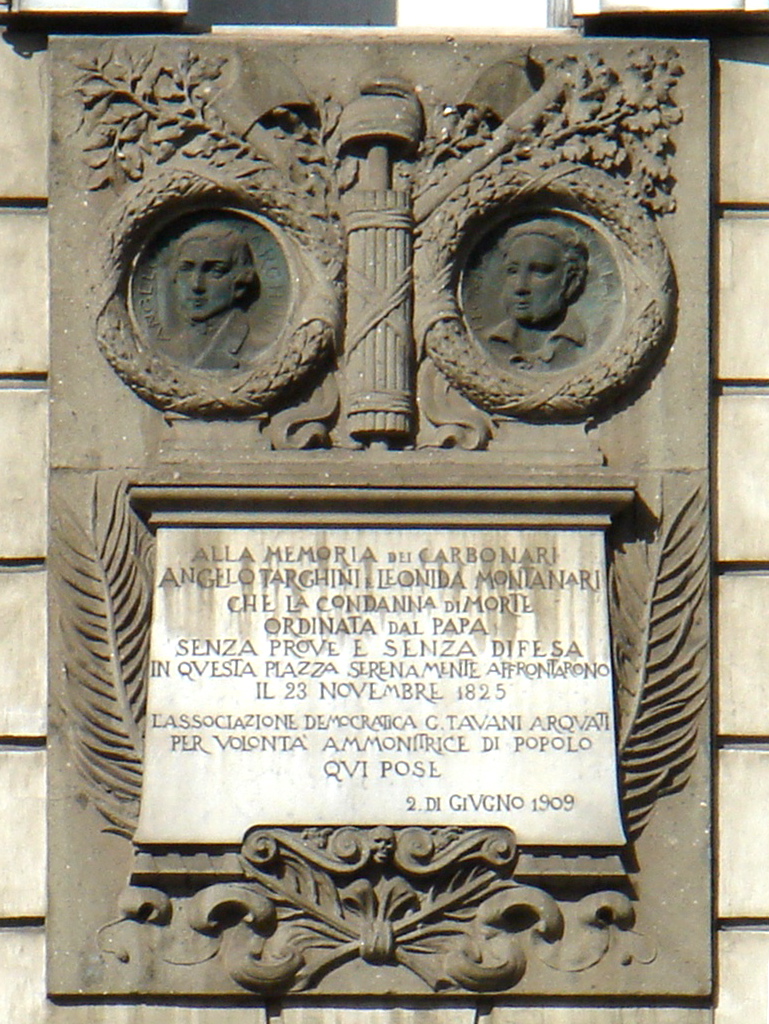 ANGELO TARGHINI
ALLA MEMORIA DEI CARBONARI
ANGELO TARGHINI E LEONIDA MONTANARI
CHE LA CONDANNA DI MORTE
ORDINATA DAL PAPA
SENZA PROVE E SENZA DIFESA
IN QVESTA PIAZZA SERENAMENTE AFFRONTARONO
IL 23 NOVEMBRE 1825
L'ASSOCIAZIONE DEMOCRATICA G. TAVANI ARQVATI
PER VOLONTA' AMMONITRICE DI POPOLO
QVI POSE
2. DI GIVGNO 1909